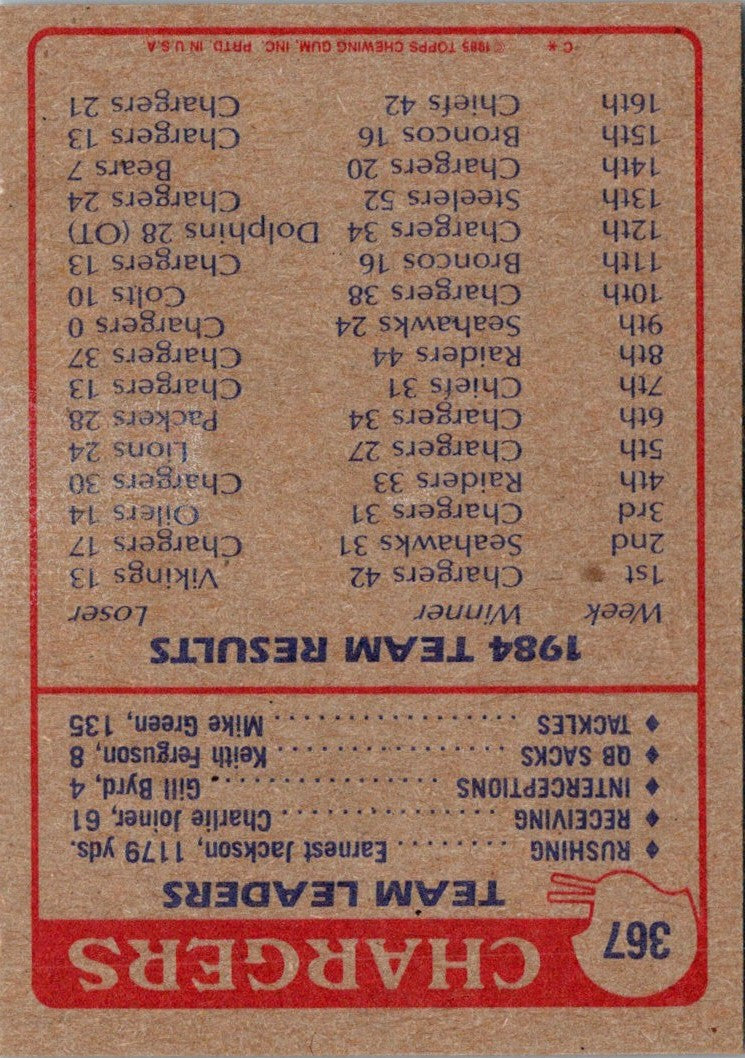 367
CHARGERS
TEAM LEADERS
♦ RUSHING ......... Earnest Jackson, 1179 yds.
♦ RECEIVING ................. Charlie Joiner, 61
♦ INTERCEPTIONS .................. Gill Byrd, 4
♦ QB SACKS ................. Keith Ferguson, 8
♦ TACKLES ................... Mike Green, 135
1984 TEAM RESULTS
Week Winner Loser
1st Chargers 42 Vikings 13
2nd Seahawks 31 Chargers 17
3rd Chargers 31 Oilers 14
4th Raiders 33 Chargers 30
5th Chargers 27 Lions 24
6th Chargers 34 Packers 28
7th Chiefs 31 Chargers 13
8th Raiders 44 Chargers 37
9th Seahawks 24 Chargers 0
10th Chargers 38 Colts 10
11th Broncos 16 Chargers 13
12th Chargers 34 Dolphins 28 (OT)
13th Steelers 52 Chargers 24
14th Chargers 20 Bears 7
15th Broncos 16 Chargers 13
16th Chiefs 42 Chargers 21
C* ©1985 TOPPS CHEWING GUM, INC. PRTD. IN U.S.A.